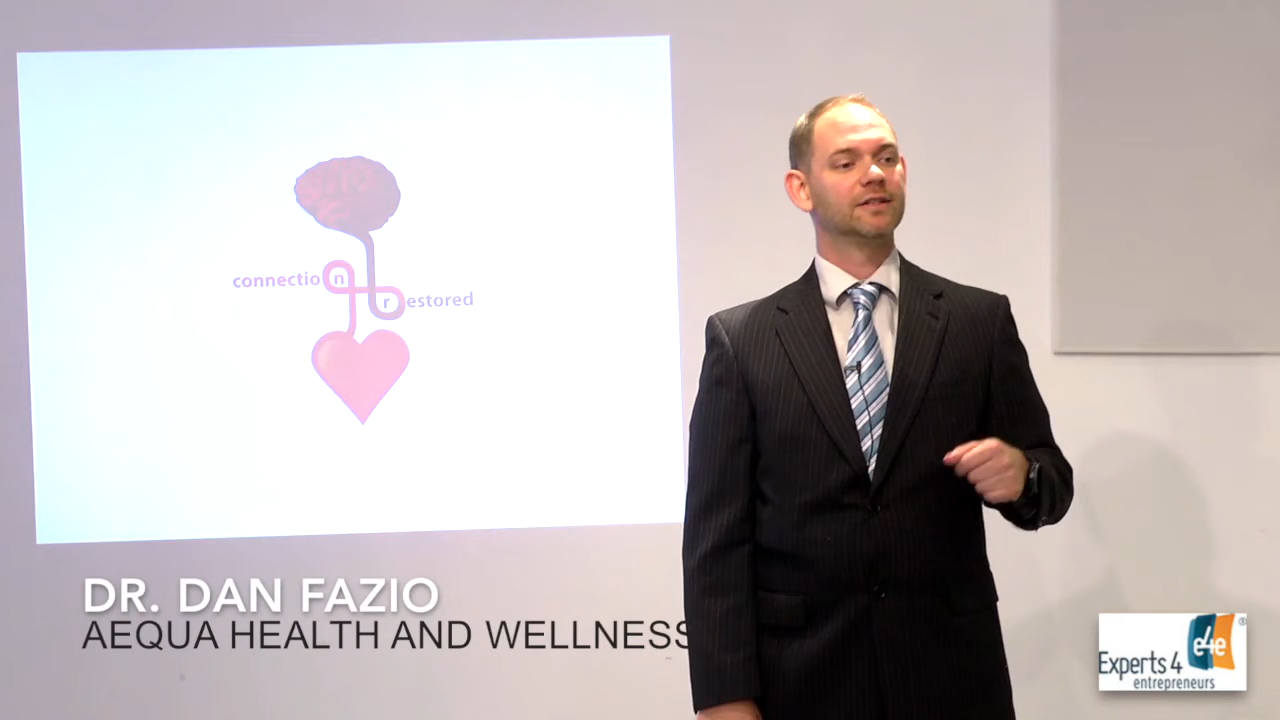 connection
restored
DR. DAN FAZIO
AEQUA HEALTH AND WELLNESS
Experts 4
e4e
®
entrepreneurs